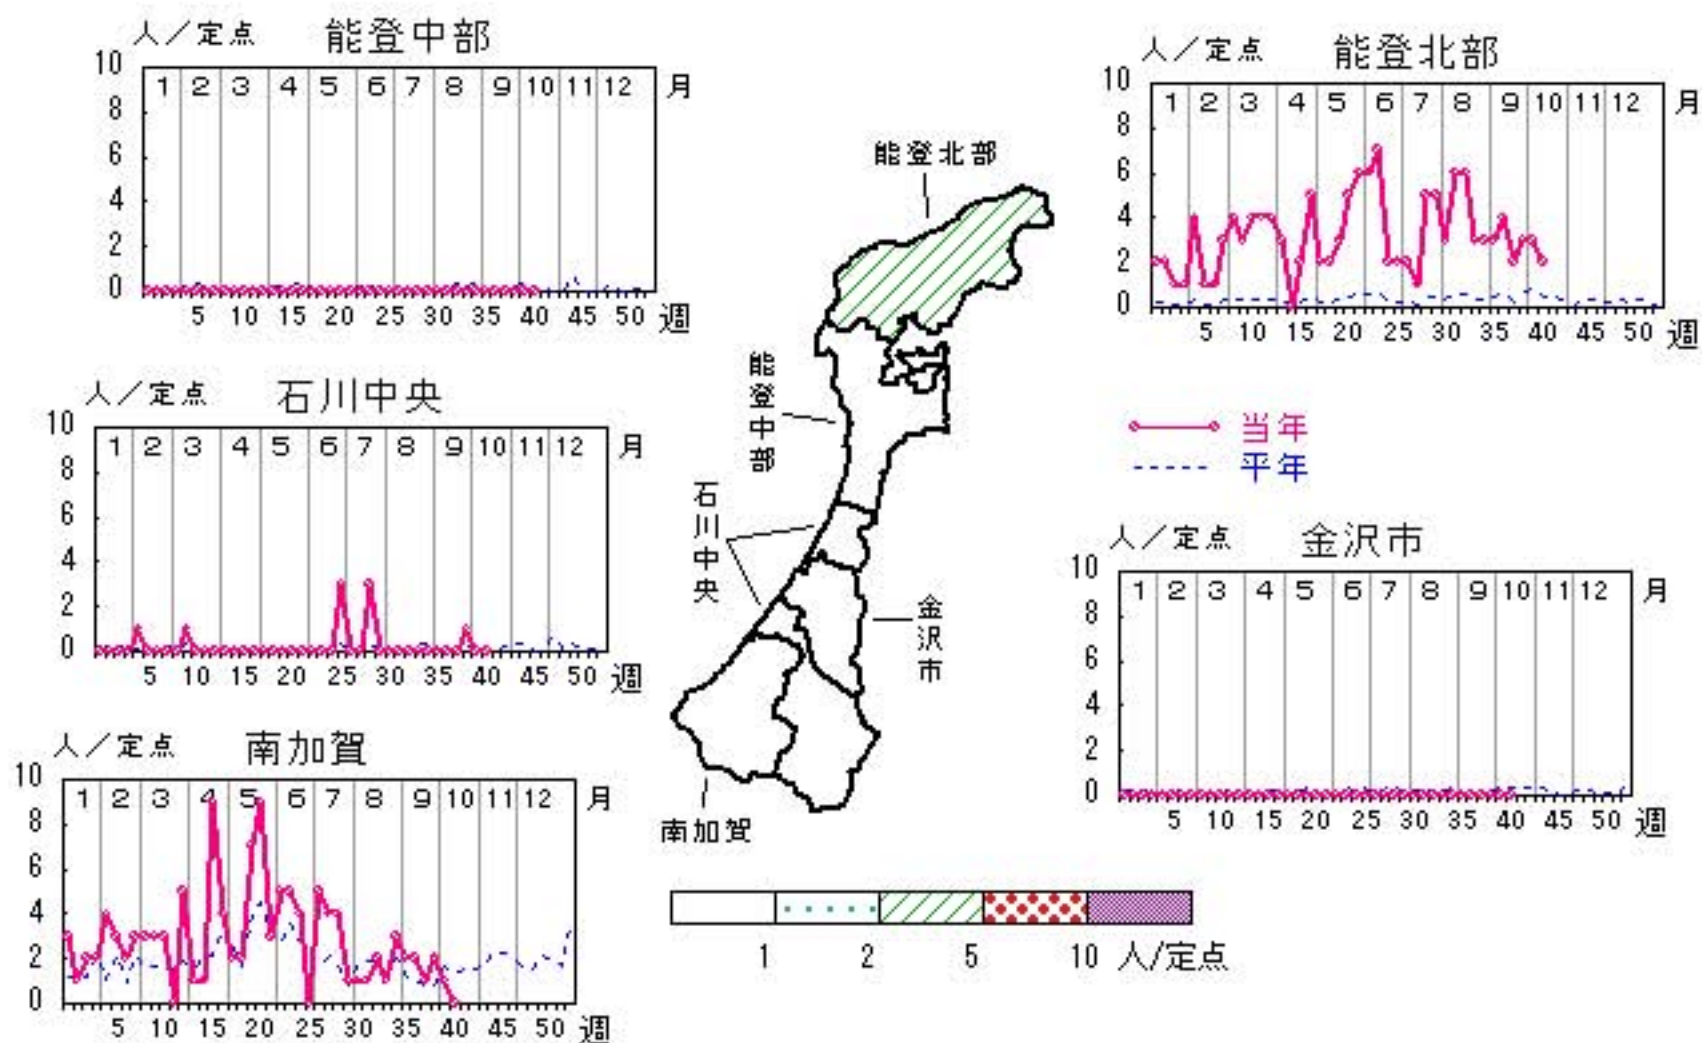 人／定点 能登中部
10 8 6 4 2 0
1 2 3 4 5 6 7 8 9 10 11 12 月
5 10 15 20 25 30 35 40 45 50 週
人／定点 能登北部
10 8 6 4 2 0
1 2 3 4 5 6 7 8 9 10 11 12 月
5 10 15 20 25 30 35 40 45 50 週
人／定点 石川中央
10 8 6 4 2 0
1 2 3 4 5 6 7 8 9 10 11 12 月
5 10 15 20 25 30 35 40 45 50 週
当年
平年
人／定点 金沢市
10 8 6 4 2 0
1 2 3 4 5 6 7 8 9 10 11 12 月
5 10 15 20 25 30 35 40 45 50 週
人／定点 南加賀
10 8 6 4 2 0
1 2 3 4 5 6 7 8 9 10 11 12 月
5 10 15 20 25 30 35 40 45 50 週
能登北部
能登中部
石川中央
金沢市
南加賀
1 2 5 10 人/定点